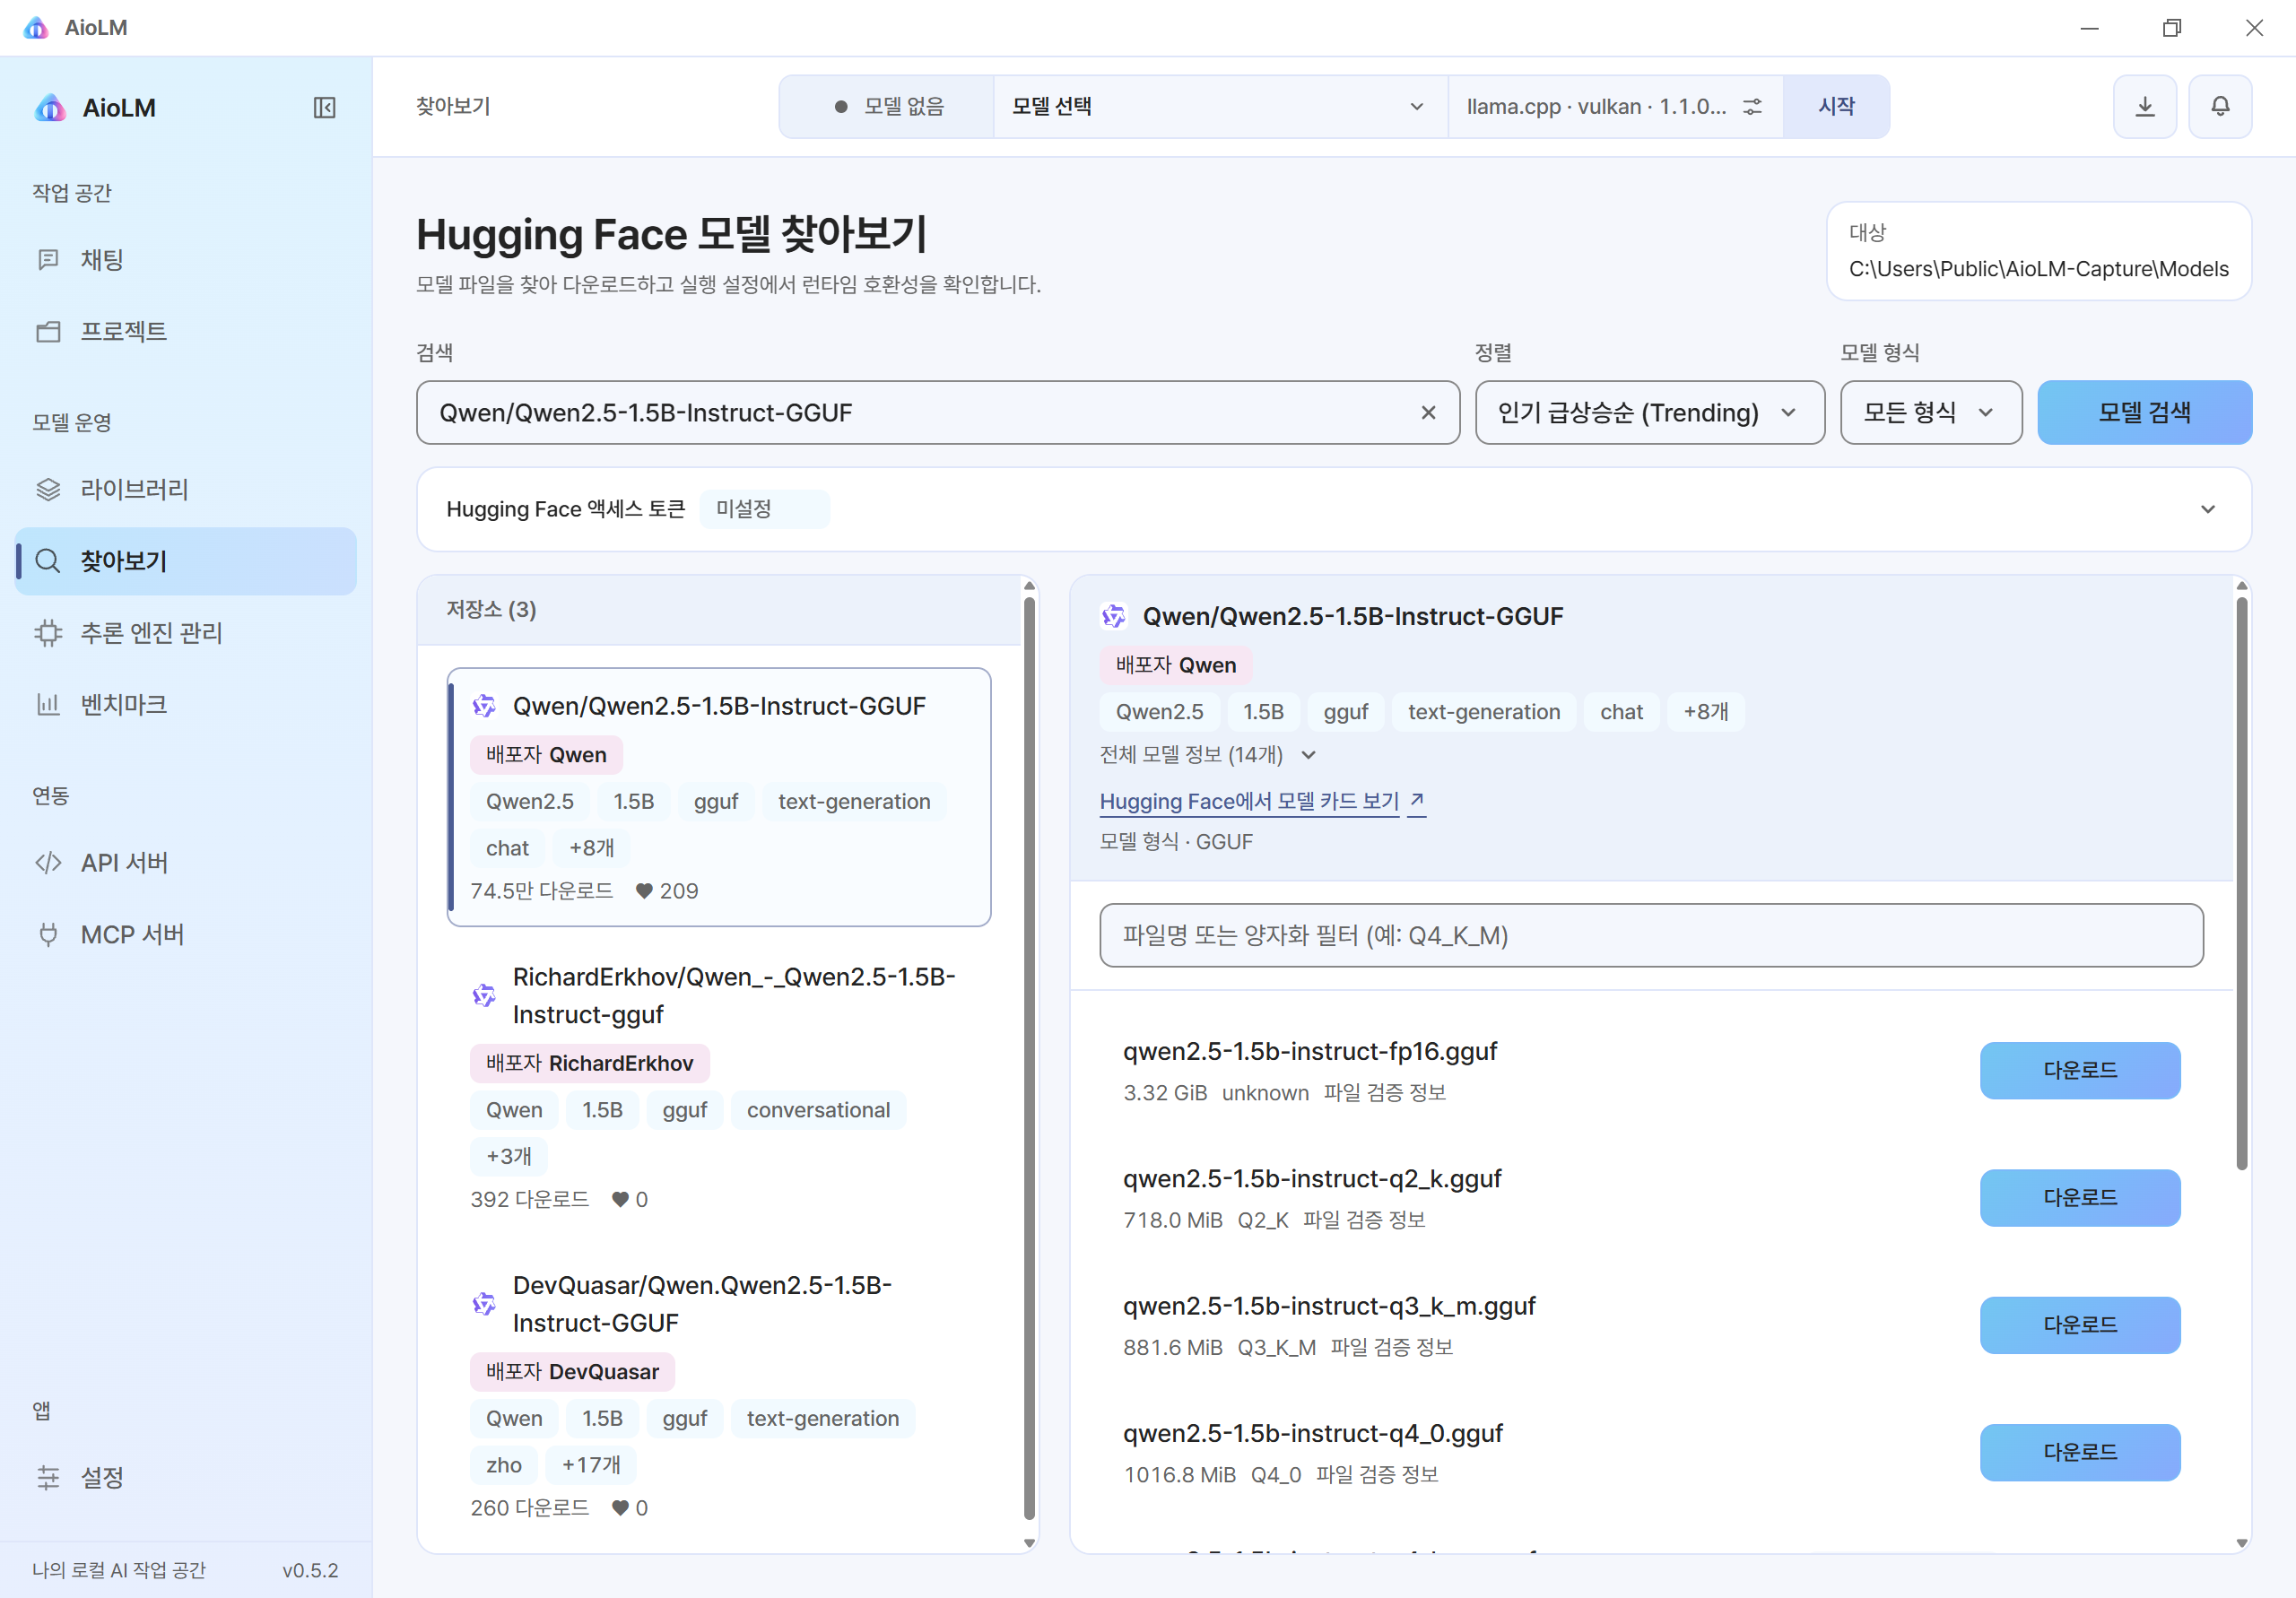 AioLM
AioLM
작업 공간
채팅
프로젝트
모델 운영
라이브러리
찾아보기
추론 엔진 관리
벤치마크
연동
API 서버
MCP 서버
앱
설정
나의 로컬 AI 작업 공간 v0.5.2
찾아보기
모델 없음
모델 선택
llama.cpp · vulkan · 1.1.0...
시작
Hugging Face 모델 찾아보기
모델 파일을 찾아 다운로드하고 실행 설정에서 런타임 호환성을 확인합니다.
대상
C:\Users\Public\AioLM-Capture\Models
검색
Qwen/Qwen2.5-1.5B-Instruct-GGUF
정렬
인기 급상승순 (Trending)
모델 형식
모든 형식
모델 검색
Hugging Face 액세스 토큰 미설정
저장소 (3)
Qwen/Qwen2.5-1.5B-Instruct-GGUF
배포자 Qwen
Qwen2.5 1.5B gguf text-generation
chat +8개
74.5만 다운로드 ♥ 209
RichardErkhov/Qwen_-_Qwen2.5-1.5B-
Instruct-gguf
배포자 RichardErkhov
Qwen 1.5B gguf conversational
+3개
392 다운로드 ♥ 0
DevQuasar/Qwen.Qwen2.5-1.5B-
Instruct-GGUF
배포자 DevQuasar
Qwen 1.5B gguf text-generation
zho +17개
260 다운로드 ♥ 0
Qwen/Qwen2.5-1.5B-Instruct-GGUF
배포자 Qwen
Qwen2.5 1.5B gguf text-generation chat +8개
전체 모델 정보 (14개)
Hugging Face에서 모델 카드 보기 ↗
모델 형식 · GGUF
파일명 또는 양자화 필터 (예: Q4_K_M)
qwen2.5-1.5b-instruct-fp16.gguf
3.32 GiB unknown 파일 검증 정보
다운로드
qwen2.5-1.5b-instruct-q2_k.gguf
718.0 MiB Q2_K 파일 검증 정보
다운로드
qwen2.5-1.5b-instruct-q3_k_m.gguf
881.6 MiB Q3_K_M 파일 검증 정보
다운로드
qwen2.5-1.5b-instruct-q4_0.gguf
1016.8 MiB Q4_0 파일 검증 정보
다운로드